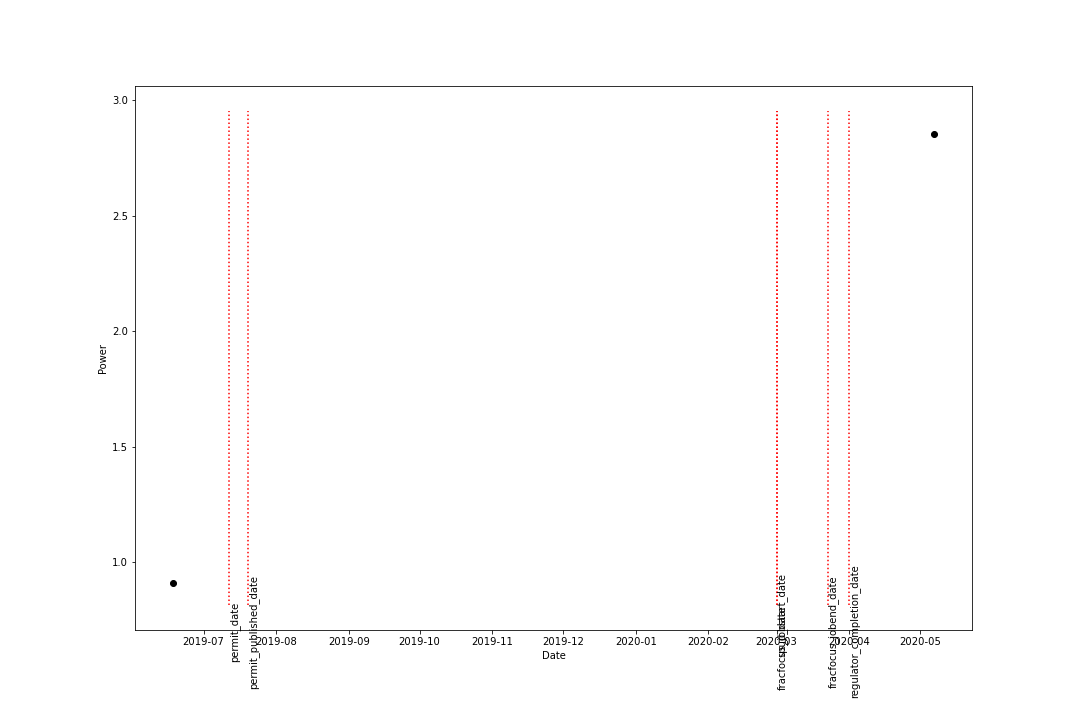 3.0
2.5
2.0
1.5
1.0
Power
2019-07
2019-08
2019-09
2019-10
2019-11
2019-12
2020-01
2020-02
2020-03
2020-04
2020-05
Date
permit_date
permit_published_date
fracfocus_jobend_date
regulator_completion_date